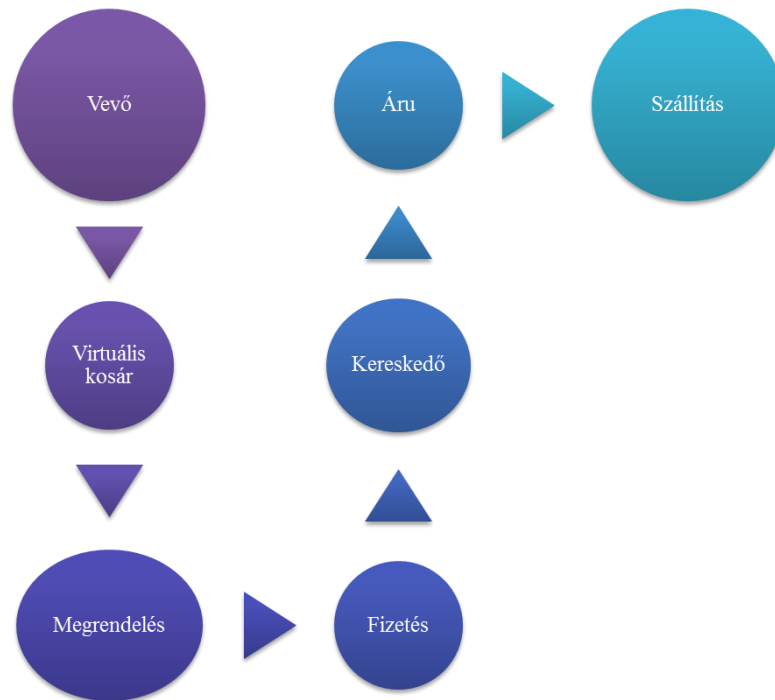 Vevő
Virtuális
kosár
Megrendelés
Fizetés
Kereskedő
Áru
Szállítás